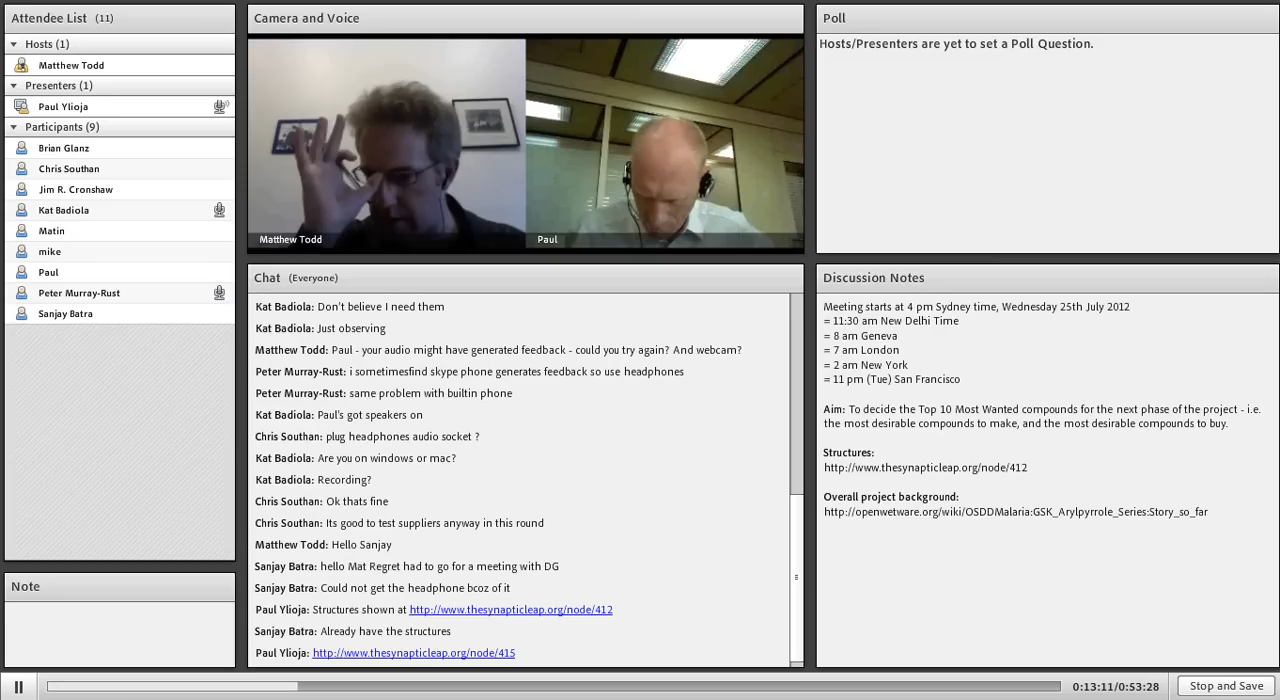 Attendee List (11)
Hosts (1)
Matthew Todd
Presenters (1)
Paul Ylioja
Participants (9)
Brian Glanz
Chris Southan
Jim R. Cronshaw
Kat Badiola
Matin
mike
Paul
Peter Murray-Rust
Sanjay Batra
Note
Camera and Voice
Matthew Todd
Paul
Chat (Everyone)
Kat Badiola: Don't believe I need them
Kat Badiola: Just observing
Matthew Todd: Paul - your audio might have generated feedback - could you try again? And webcam?
Peter Murray-Rust: i sometimesfind skype phone generates feedback so use headphones
Peter Murray-Rust: same problem with builtin phone
Kat Badiola: Paul's got speakers on
Chris Southan: plug headphones audio socket ?
Kat Badiola: Are you on windows or mac?
Kat Badiola: Recording?
Chris Southan: Ok thats fine
Chris Southan: Its good to test suppliers anyway in this round
Matthew Todd: Hello Sanjay
Sanjay Batra: hello Mat Regret had to go for a meeting with DG
Sanjay Batra: Could not get the headphone bcoz of it
Paul Ylioja: Structures shown at http://www.thesynapticleap.org/node/412
Sanjay Batra: Already have the structures
Paul Ylioja: http://www.thesynapticleap.org/node/415
Poll
Hosts/Presenters are yet to set a Poll Question.
Discussion Notes
Meeting starts at 4 pm Sydney time, Wednesday 25th July 2012
= 11:30 am New Delhi Time
= 8 am Geneva
= 7 am London
= 2 am New York
= 11 pm (Tue) San Francisco
Aim: To decide the Top 10 Most Wanted compounds for the next phase of the project - i.e.
the most desirable compounds to make, and the most desirable compounds to buy.
Structures:
http://www.thesynapticleap.org/node/412
Overall project background:
http://openwetware.org/wiki/OSDDMalaria:GSK_Arylpyrrole_Series:Story_so_far
0:13:11/0:53:28
Stop and Save